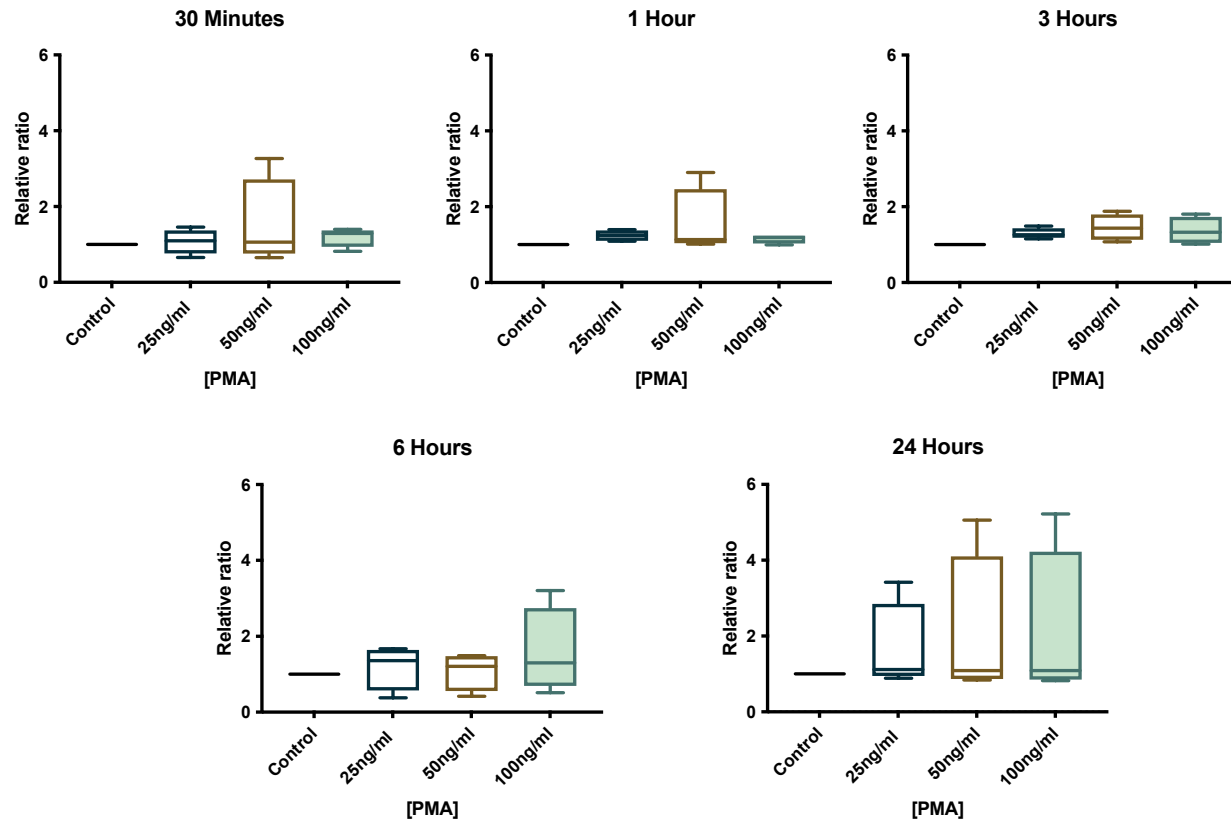 30 Minutes
Relative ratio
6
4
2
0
Control
25ng/ml
50ng/ml
100ng/ml
[PMA]
1 Hour
Relative ratio
6
4
2
0
Control
25ng/ml
50ng/ml
100ng/ml
[PMA]
3 Hours
Relative ratio
6
4
2
0
Control
25ng/ml
50ng/ml
100ng/ml
[PMA]
6 Hours
Relative ratio
6
4
2
0
Control
25ng/ml
50ng/ml
100ng/ml
[PMA]
24 Hours
Relative ratio
6
4
2
0
Control
25ng/ml
50ng/ml
100ng/ml
[PMA]